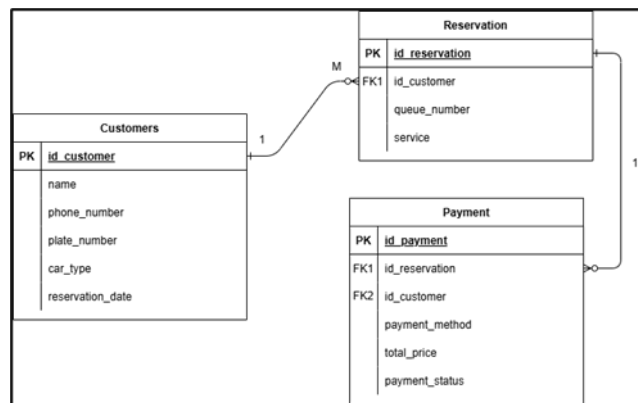 Reservation
PK id_reservation
FK1 id_customer
queue_number
service
M
1
Customers
PK id_customer
name
phone_number
plate_number
car_type
reservation_date
1
Payment
PK id_payment
FK1 id_reservation
FK2 id_customer
payment_method
total_price
payment_status